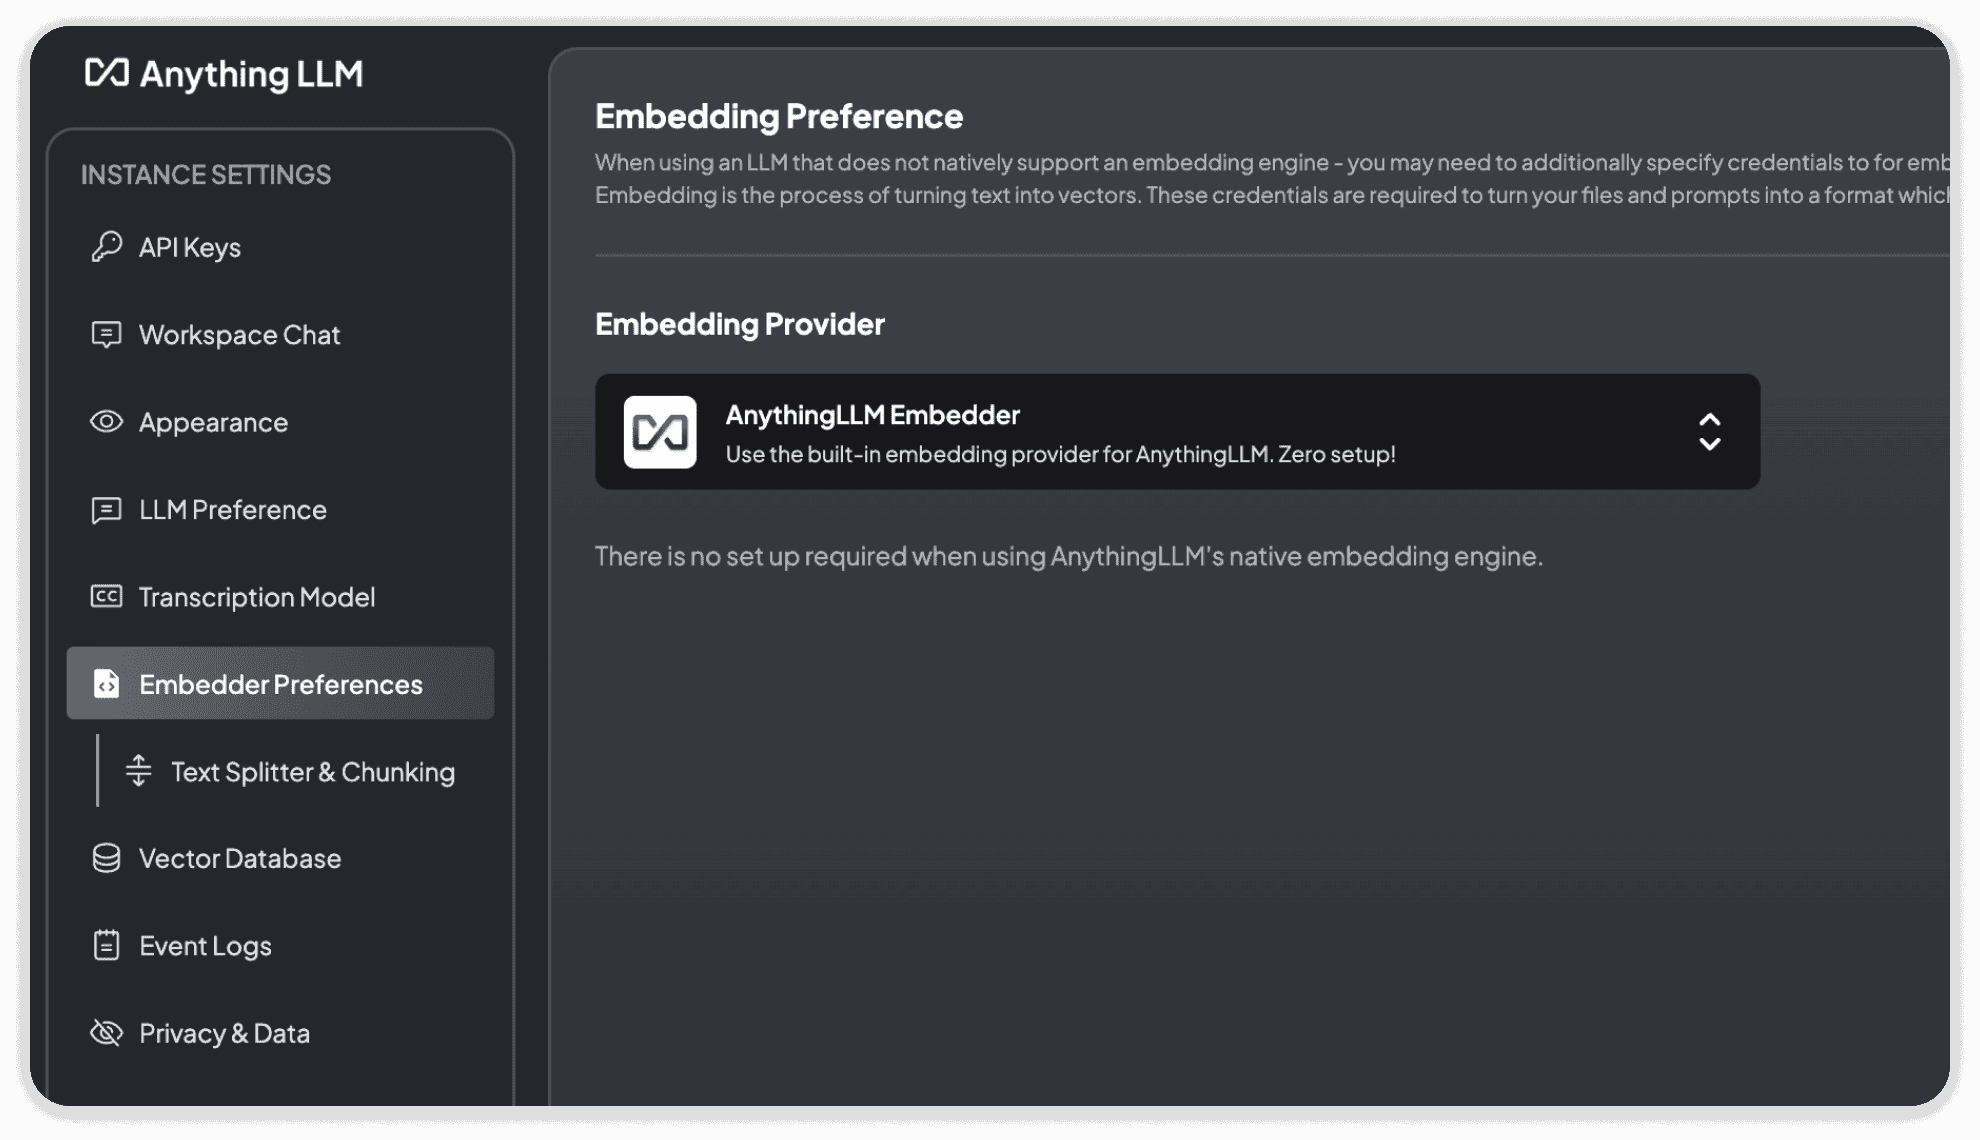 Anything LLM
INSTANCE SETTINGS
API Keys
Workspace Chat
Appearance
LLM Preference
CC Transcription Model
Embedder Preferences
Text Splitter & Chunking
Vector Database
Event Logs
Privacy & Data
Embedding Preference
When using an LLM that does not natively support an embedding engine - you may need to additionally specify credentials to for emb
Embedding is the process of turning text into vectors. These credentials are required to turn your files and prompts into a format which
Embedding Provider
AnythingLLM Embedder
Use the built-in embedding provider for AnythingLLM. Zero setup!
There is no set up required when using AnythingLLM's native embedding engine.